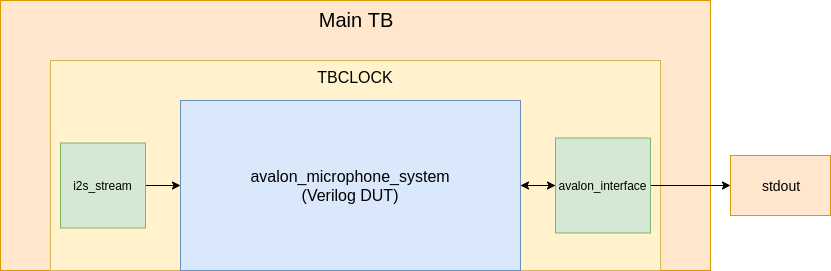 Main TB
TBCLOCK
i2s_stream
avalon_microphone_system
(Verilog DUT)
avalon_interface
stdout